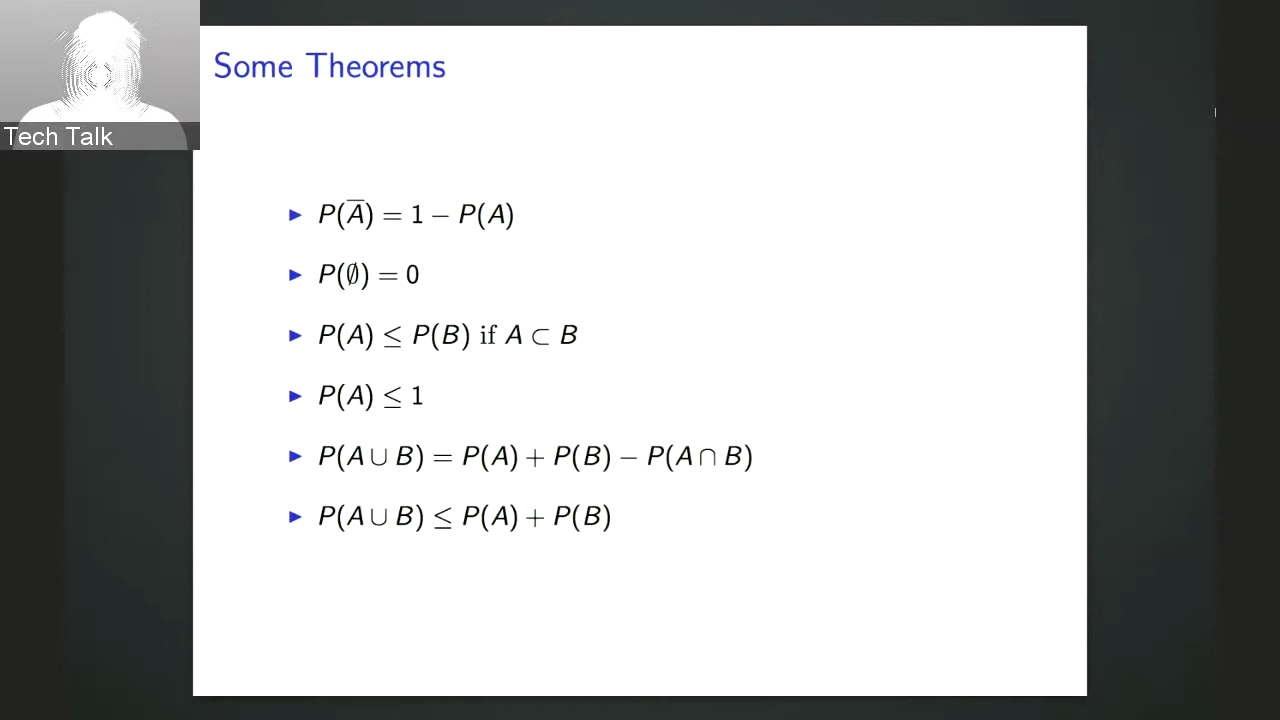 Some Theorems
Tech Talk
▶ P(A̅) = 1 − P(A)
▶ P(∅) = 0
▶ P(A) ≤ P(B) if A ⊂ B
▶ P(A) ≤ 1
▶ P(A ∪ B) = P(A) + P(B) − P(A ∩ B)
▶ P(A ∪ B) ≤ P(A) + P(B)